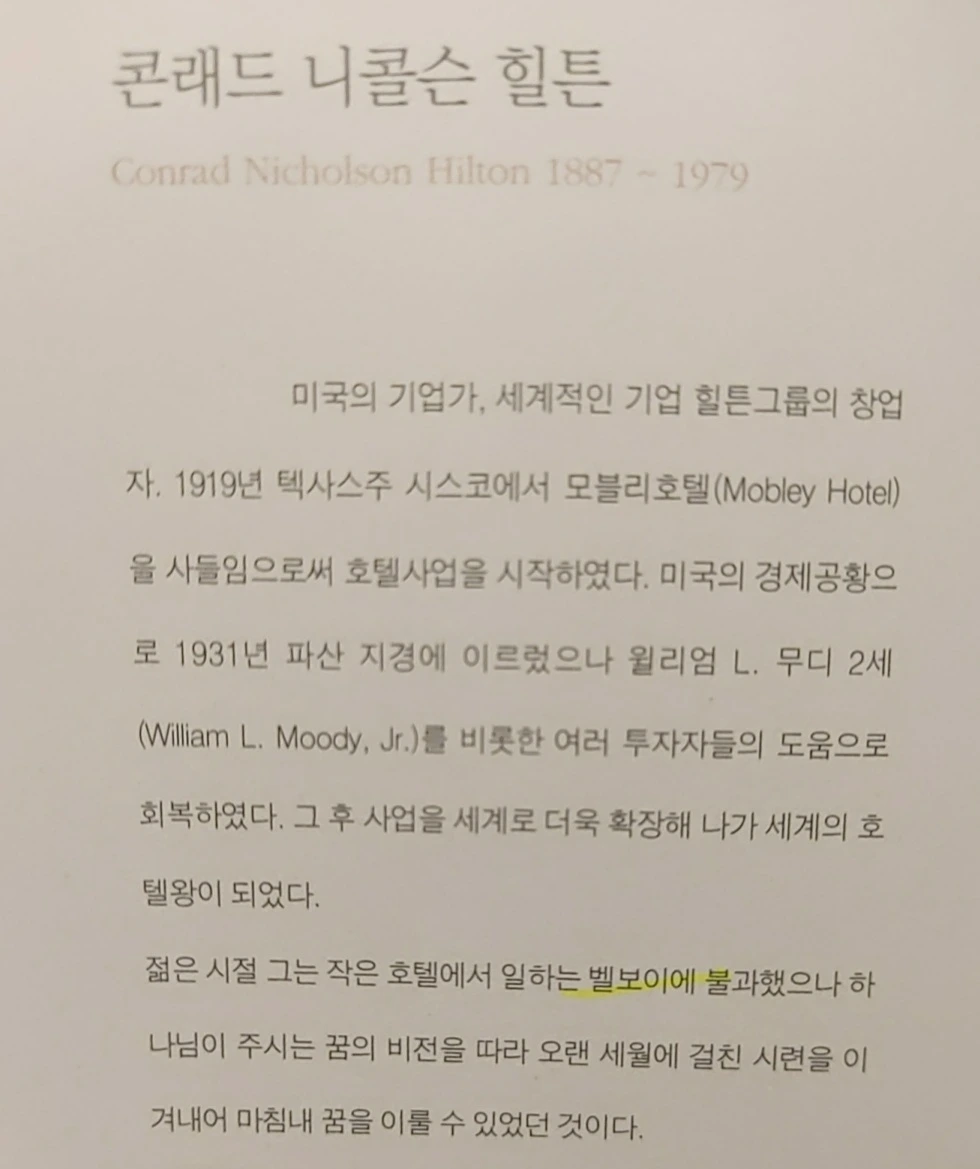 콘래드 니콜슨 힐튼
Conrad Nicholson Hilton 1887 ~ 1979
미국의 기업가, 세계적인 기업 힐튼그룹의 창업
자. 1919년 텍사스주 시스코에서 모블리호텔(Mobley Hotel)
을 사들임으로써 호텔사업을 시작하였다. 미국의 경제공황으
로 1931년 파산 지경에 이르렀으나 윌리엄 L. 무디 2세
(William L. Moody, Jr.)를 비롯한 여러 투자자들의 도움으로
회복하였다. 그 후 사업을 세계로 더욱 확장해 나가 세계의 호
텔왕이 되었다.
젊은 시절 그는 작은 호텔에서 일하는 벨보이에 불과했으나 하
나님이 주시는 꿈의 비전을 따라 오랜 세월에 걸친 시련을 이
겨내어 마침내 꿈을 이룰 수 있었던 것이다.